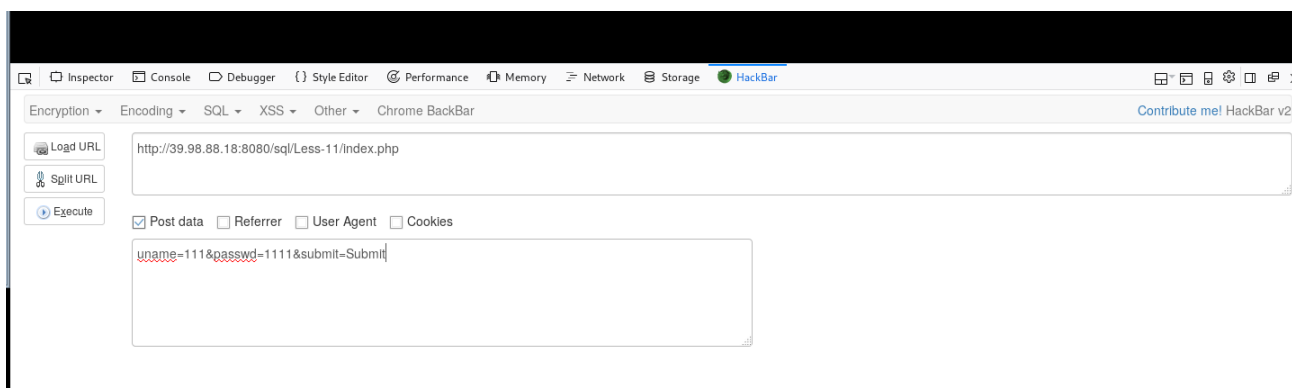 Inspector Console Debugger {} Style Editor Performance Memory Network Storage HackBar
Encryption Encoding SQL XSS Other Chrome BackBar Contribute me! HackBar v2
Load URL http://39.98.88.18:8080/sql/Less-11/index.php
Split URL
Execute
Post data Referrer User Agent Cookies
uname=111&passwd=1111&submit=Submit